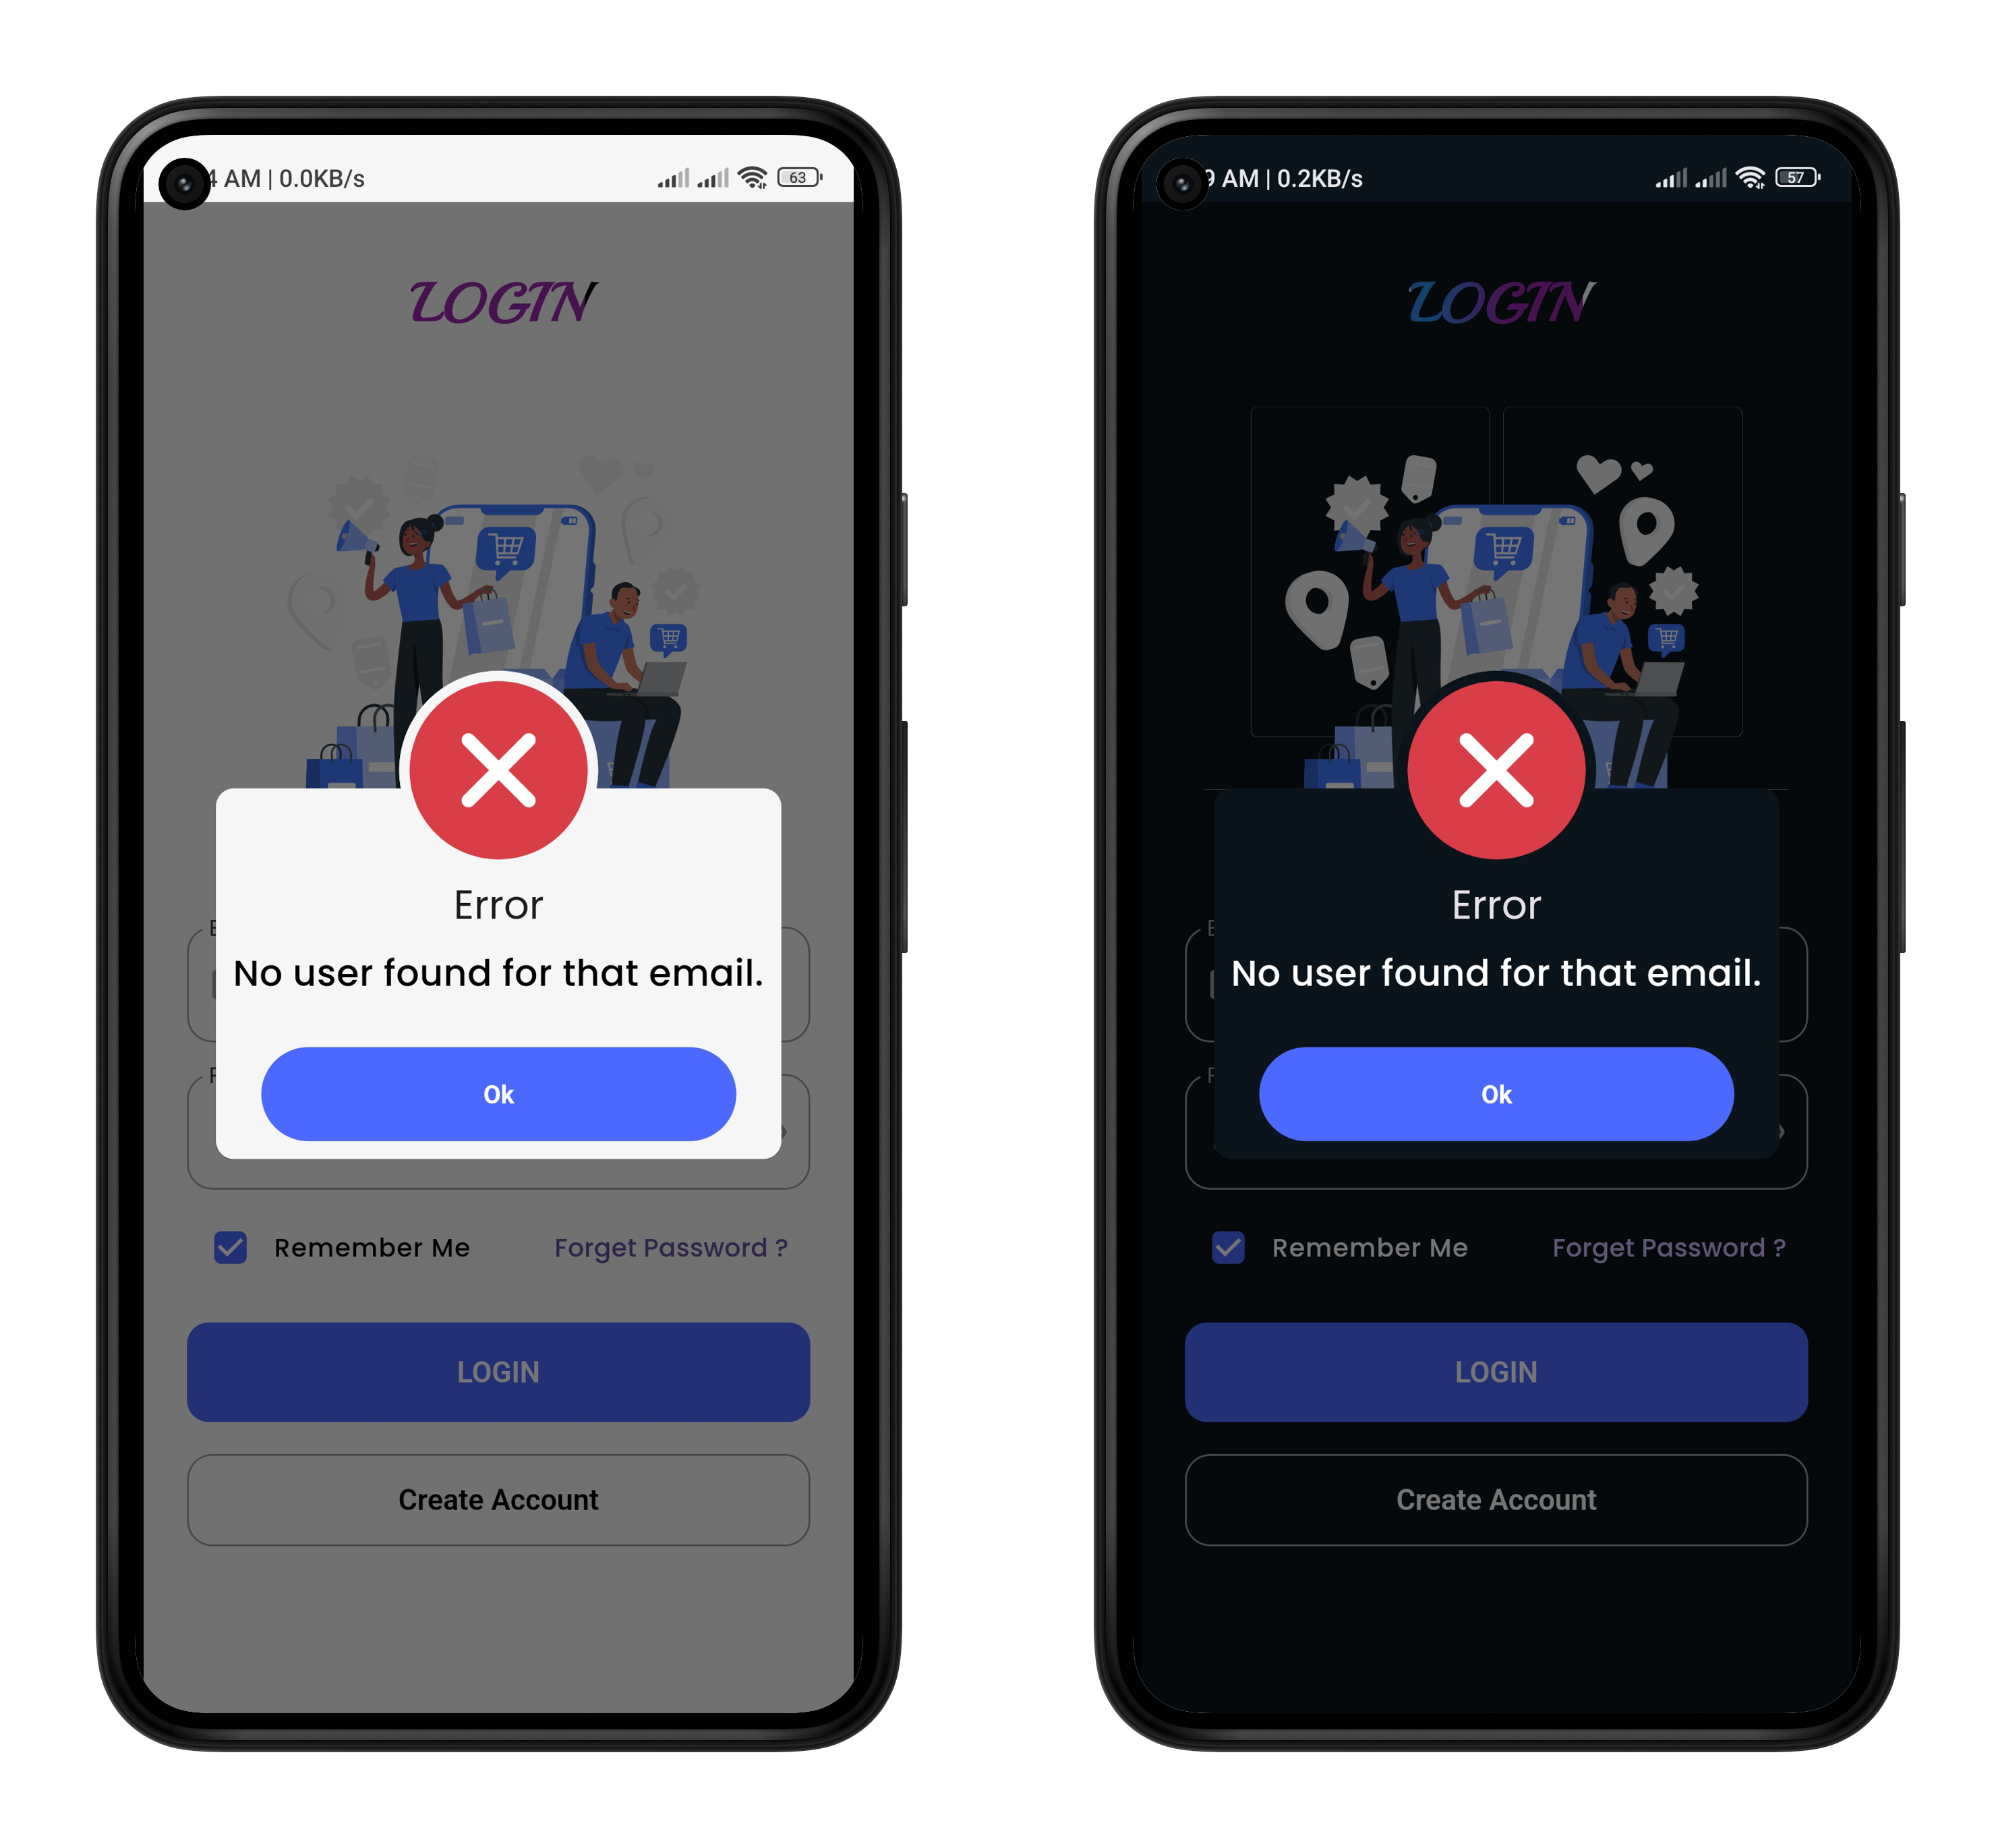 4 AM | 0.0KB/s
63
LOGIN
Error
No user found for that email.
Ok
Remember Me
Forget Password ?
LOGIN
Create Account
9 AM | 0.2KB/s
57
LOGIN
Error
No user found for that email.
Ok
Remember Me
Forget Password ?
LOGIN
Create Account